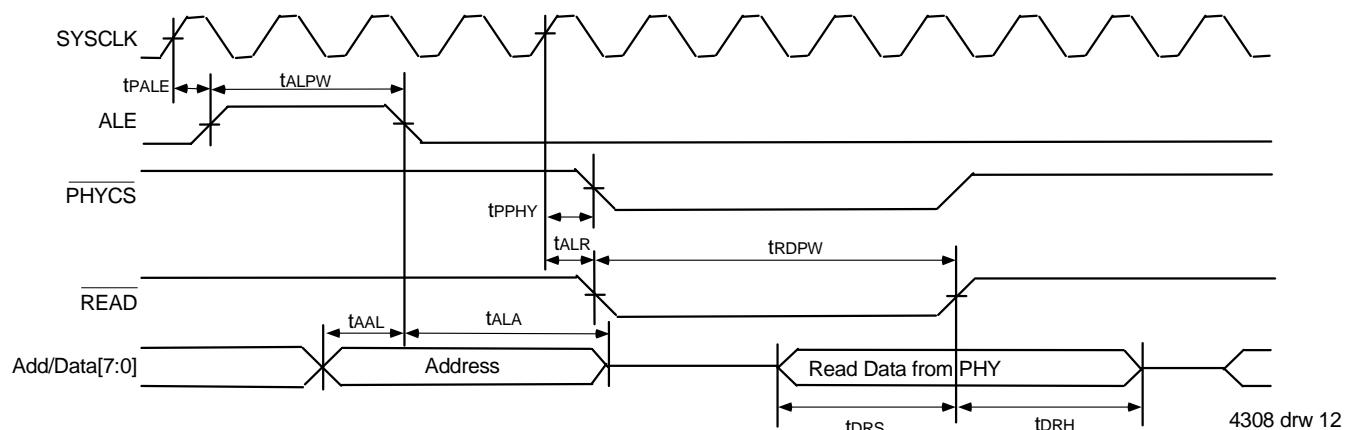 SYSCLK
tPALE
tALPW
ALE
PHYCS
tPPHY
tALR
tRDPW
READ
tAAL
tALA
Add/Data[7:0]
Address
Read Data from PHY
tDRS
tDRH
4308 drw 12